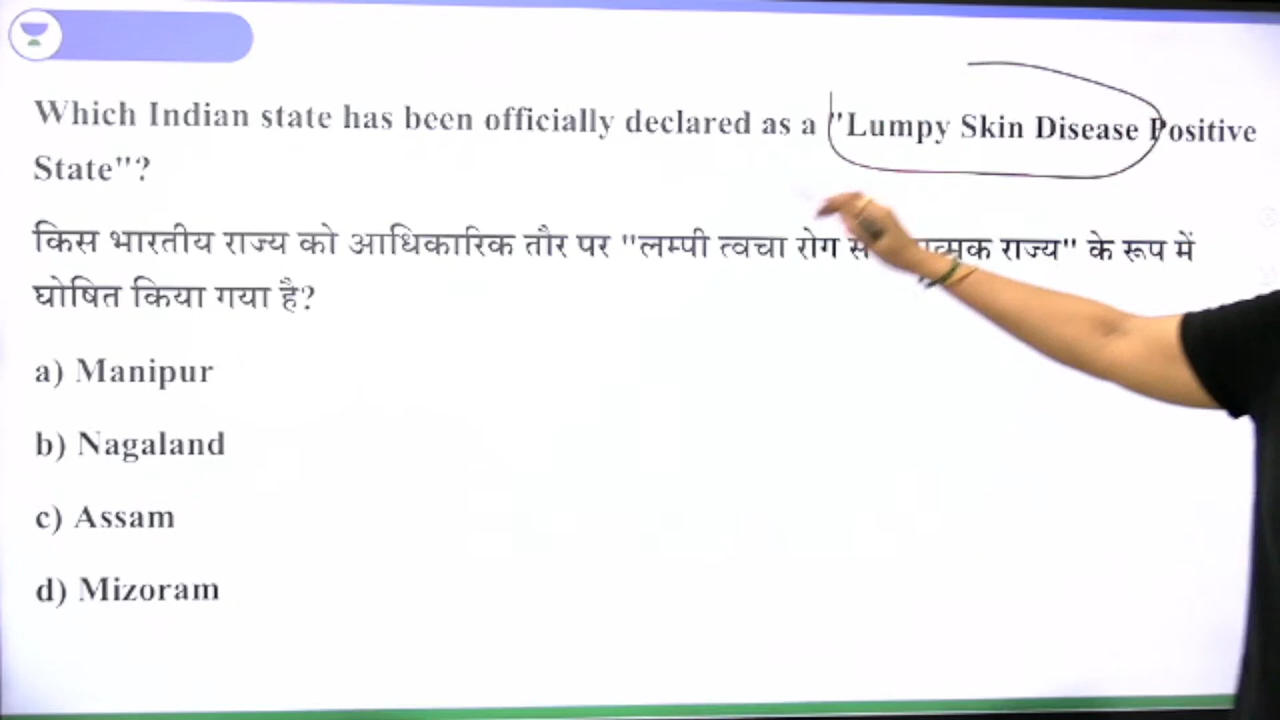 Which Indian state has been officially declared as a "Lumpy Skin Disease Positive
State"?
किस भारतीय राज्य को आधिकारिक तौर पर "लम्पी त्वचा रोग राज्य" के रूप में
घोषित किया गया है?
a) Manipur
b) Nagaland
c) Assam
d) Mizoram